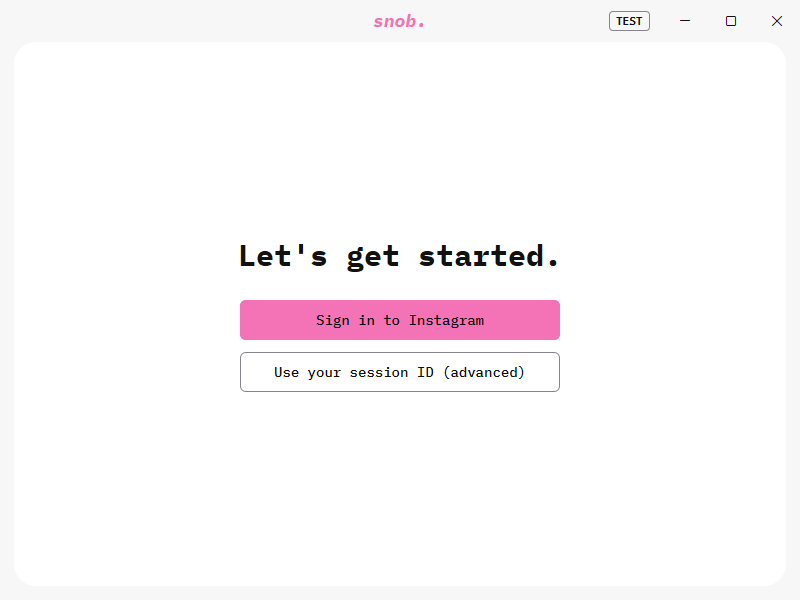 snob.
TEST
Let's get started.
Sign in to Instagram
Use your session ID (advanced)